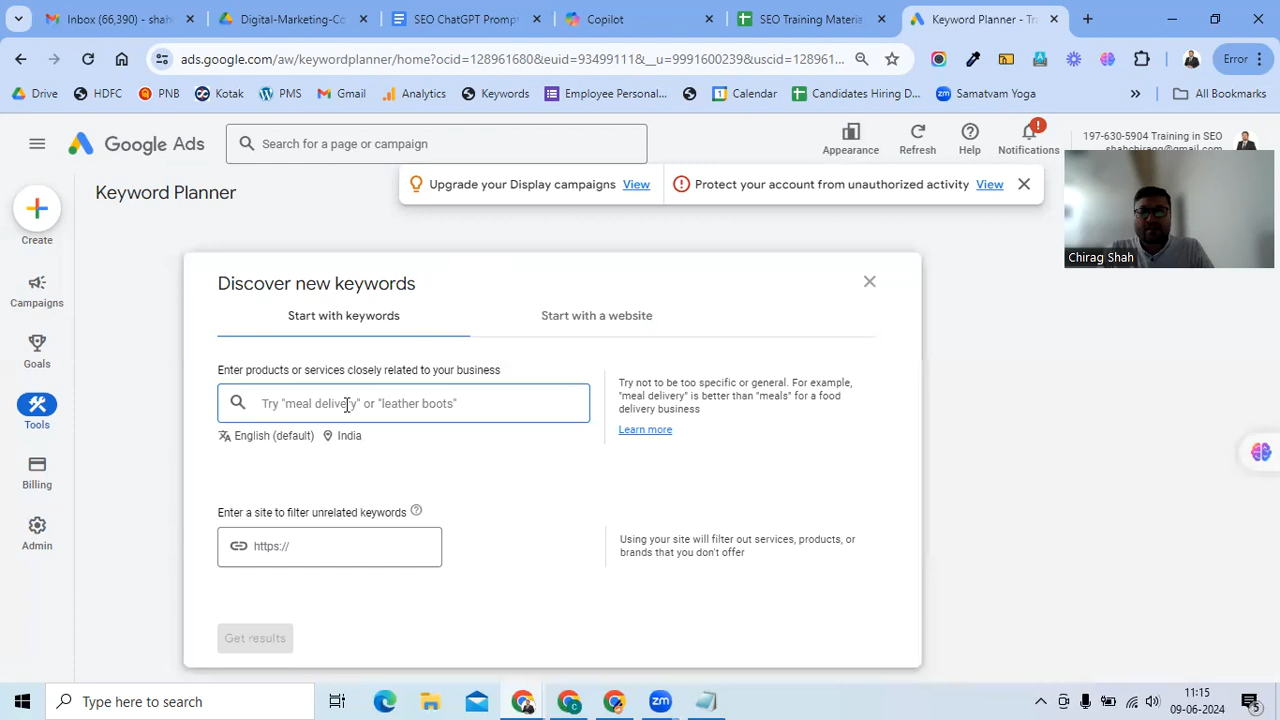 Inbox (66,390) - shah
Digital-Marketing-Co
SEO ChatGPT Prompt
Copilot
SEO Training Materia
Keyword Planner - Tr
ads.google.com/aw/keywordplanner/home?ocid=128961680&euid=93499111&__u=9991600239&uscid=128961...
Error
Drive
HDFC
PNB
Kotak
PMS
Gmail
Analytics
Keywords
Employee Personal...
Calendar
Candidates Hiring D...
Samatvam Yoga
All Bookmarks
Google Ads
Search for a page or campaign
Appearance
Refresh
Help
Notifications
197-630-5904 Training in SEO
shahchiragg@gmail.com
Upgrade your Display campaigns View
Protect your account from unauthorized activity View
Keyword Planner
Create
Campaigns
Goals
Tools
Billing
Admin
Chirag Shah
Discover new keywords
Start with keywords
Start with a website
Enter products or services closely related to your business
Try "meal delivery" or "leather boots"
English (default) India
Try not to be too specific or general. For example,
"meal delivery" is better than "meals" for a food
delivery business
Learn more
Enter a site to filter unrelated keywords
https://
Using your site will filter out services, products, or
brands that you don't offer
Get results
Type here to search
11:15
09-06-2024
5